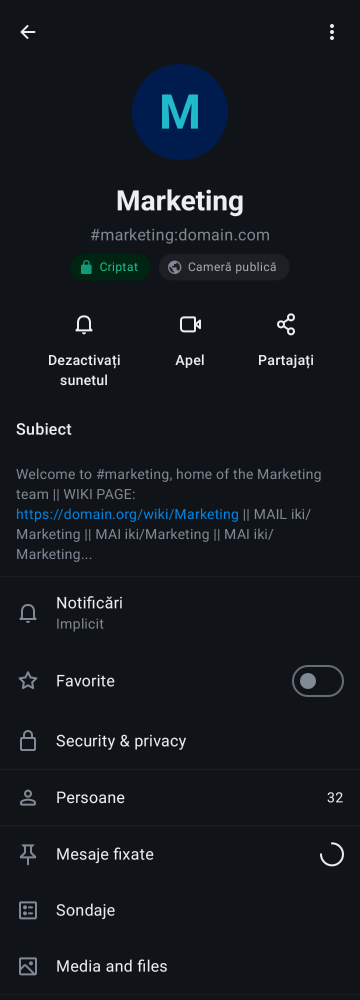 M
Marketing
#marketing:domain.com
Criptat
Cameră publică
Dezactivați
sunetul
Apel
Partajați
Subiect
Welcome to #marketing, home of the Marketing
team || WIKI PAGE:
https://domain.org/wiki/Marketing || MAIL iki/
Marketing || MAI iki/Marketing || MAI iki/
Marketing...
Notificări
Implicit
Favorite
Security & privacy
Persoane 32
Mesaje fixate
Sondaje
Media and files